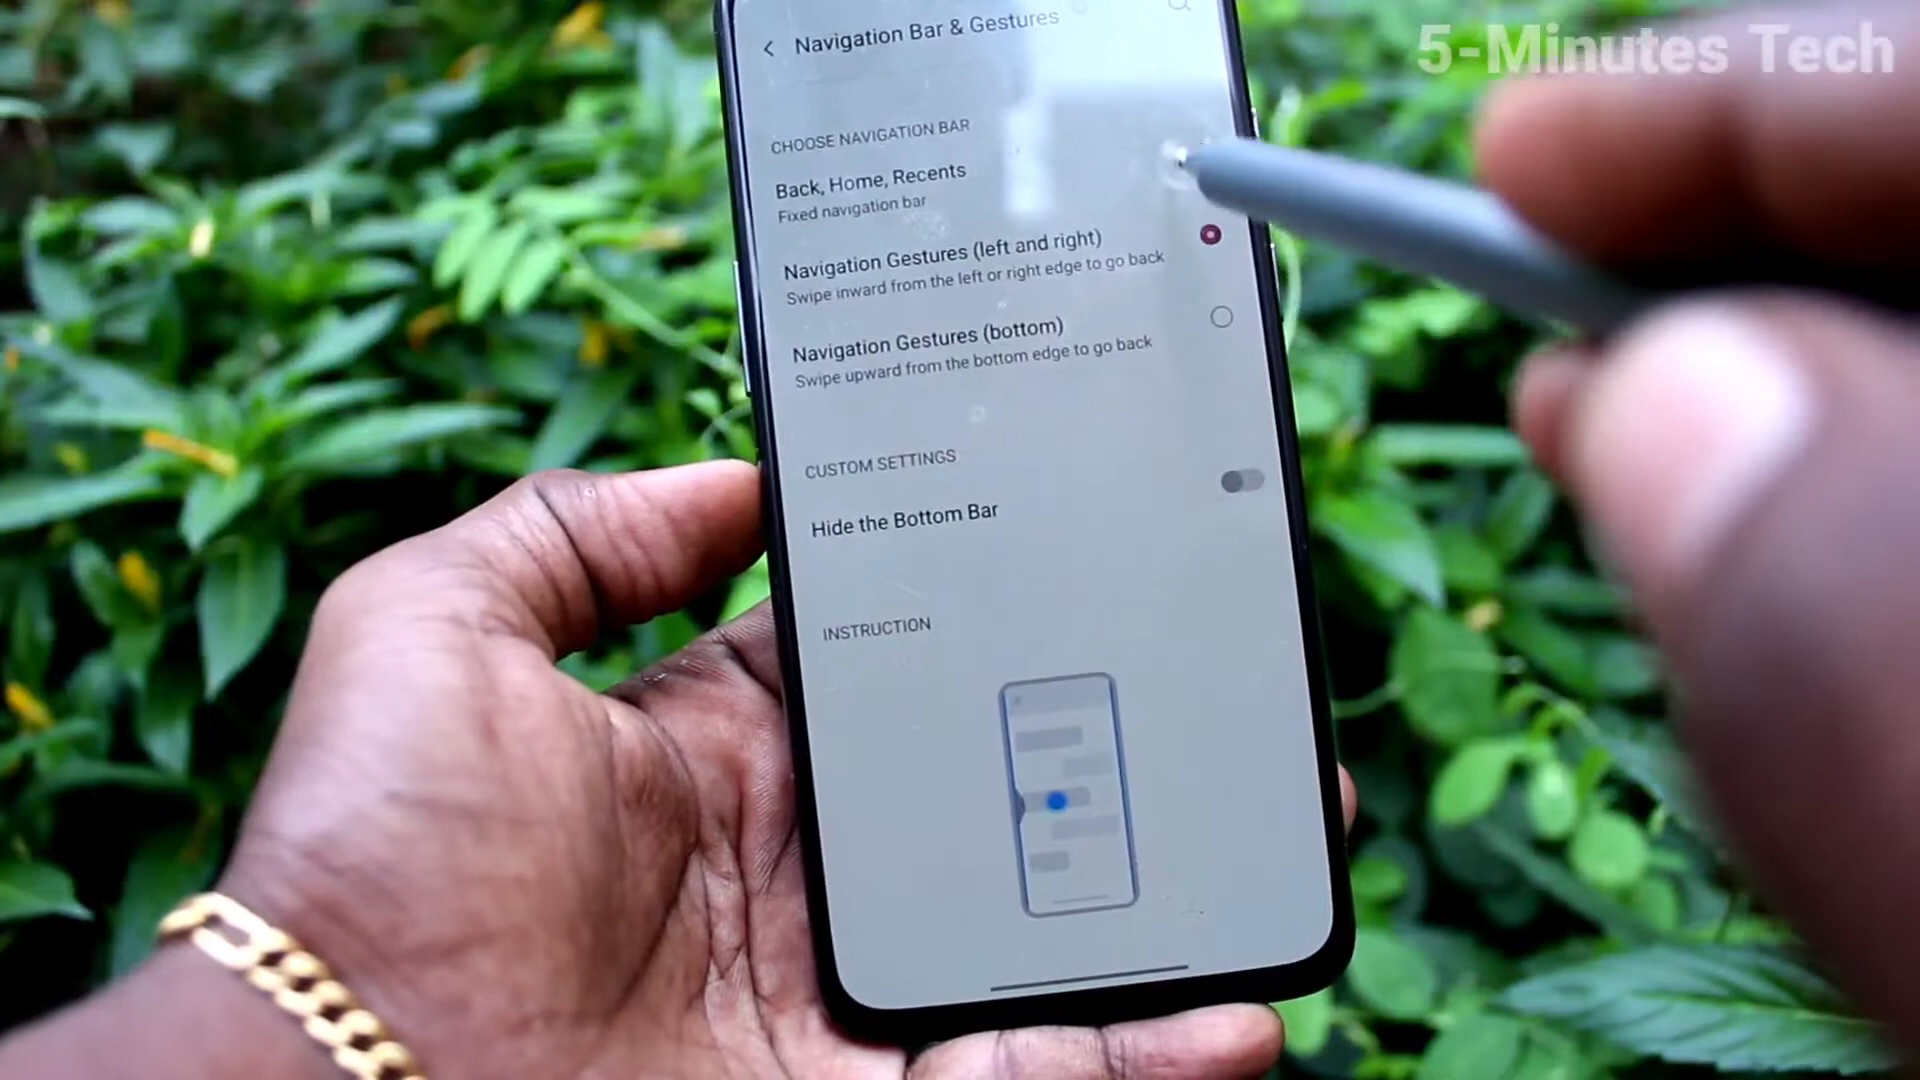 5-Minutes Tech
Navigation Bar & Gestures
CHOOSE NAVIGATION BAR
Back, Home, Recents
Fixed navigation bar
Navigation Gestures (left and right)
Swipe inward from the left or right edge to go back
Navigation Gestures (bottom)
Swipe upward from the bottom edge to go back
CUSTOM SETTINGS
Hide the Bottom Bar
INSTRUCTION